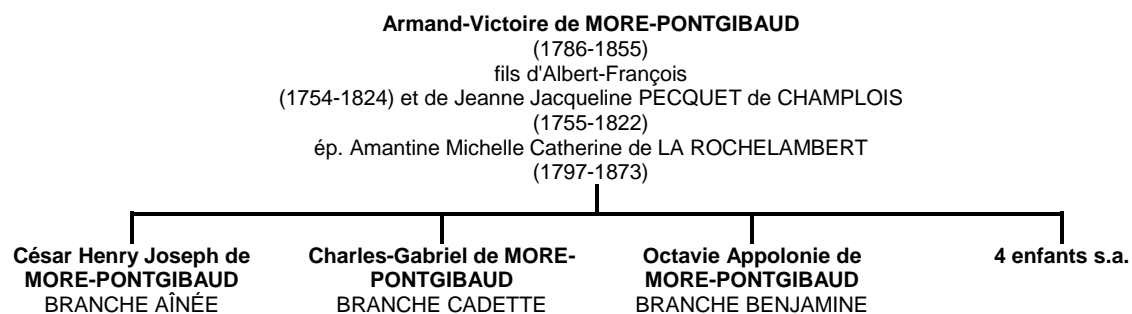 Armand-Victoire de MORE-PONTGIBAUD
(1786-1855)
fils d'Albert-François
(1754-1824) et de Jeanne Jacqueline PECQUET de CHAMPLOIS
(1755-1822)
ép. Amantine Michelle Catherine de LA ROCHELAMBERT
(1797-1873)
César Henry Joseph de
MORE-PONTGIBAUD
BRANCHE AÎNÉE
Charles-Gabriel de MORE-
PONTGIBAUD
BRANCHE CADETTE
Octavie Appolonie de
MORE-PONTGIBAUD
BRANCHE BENJAMINE
4 enfants s.a.